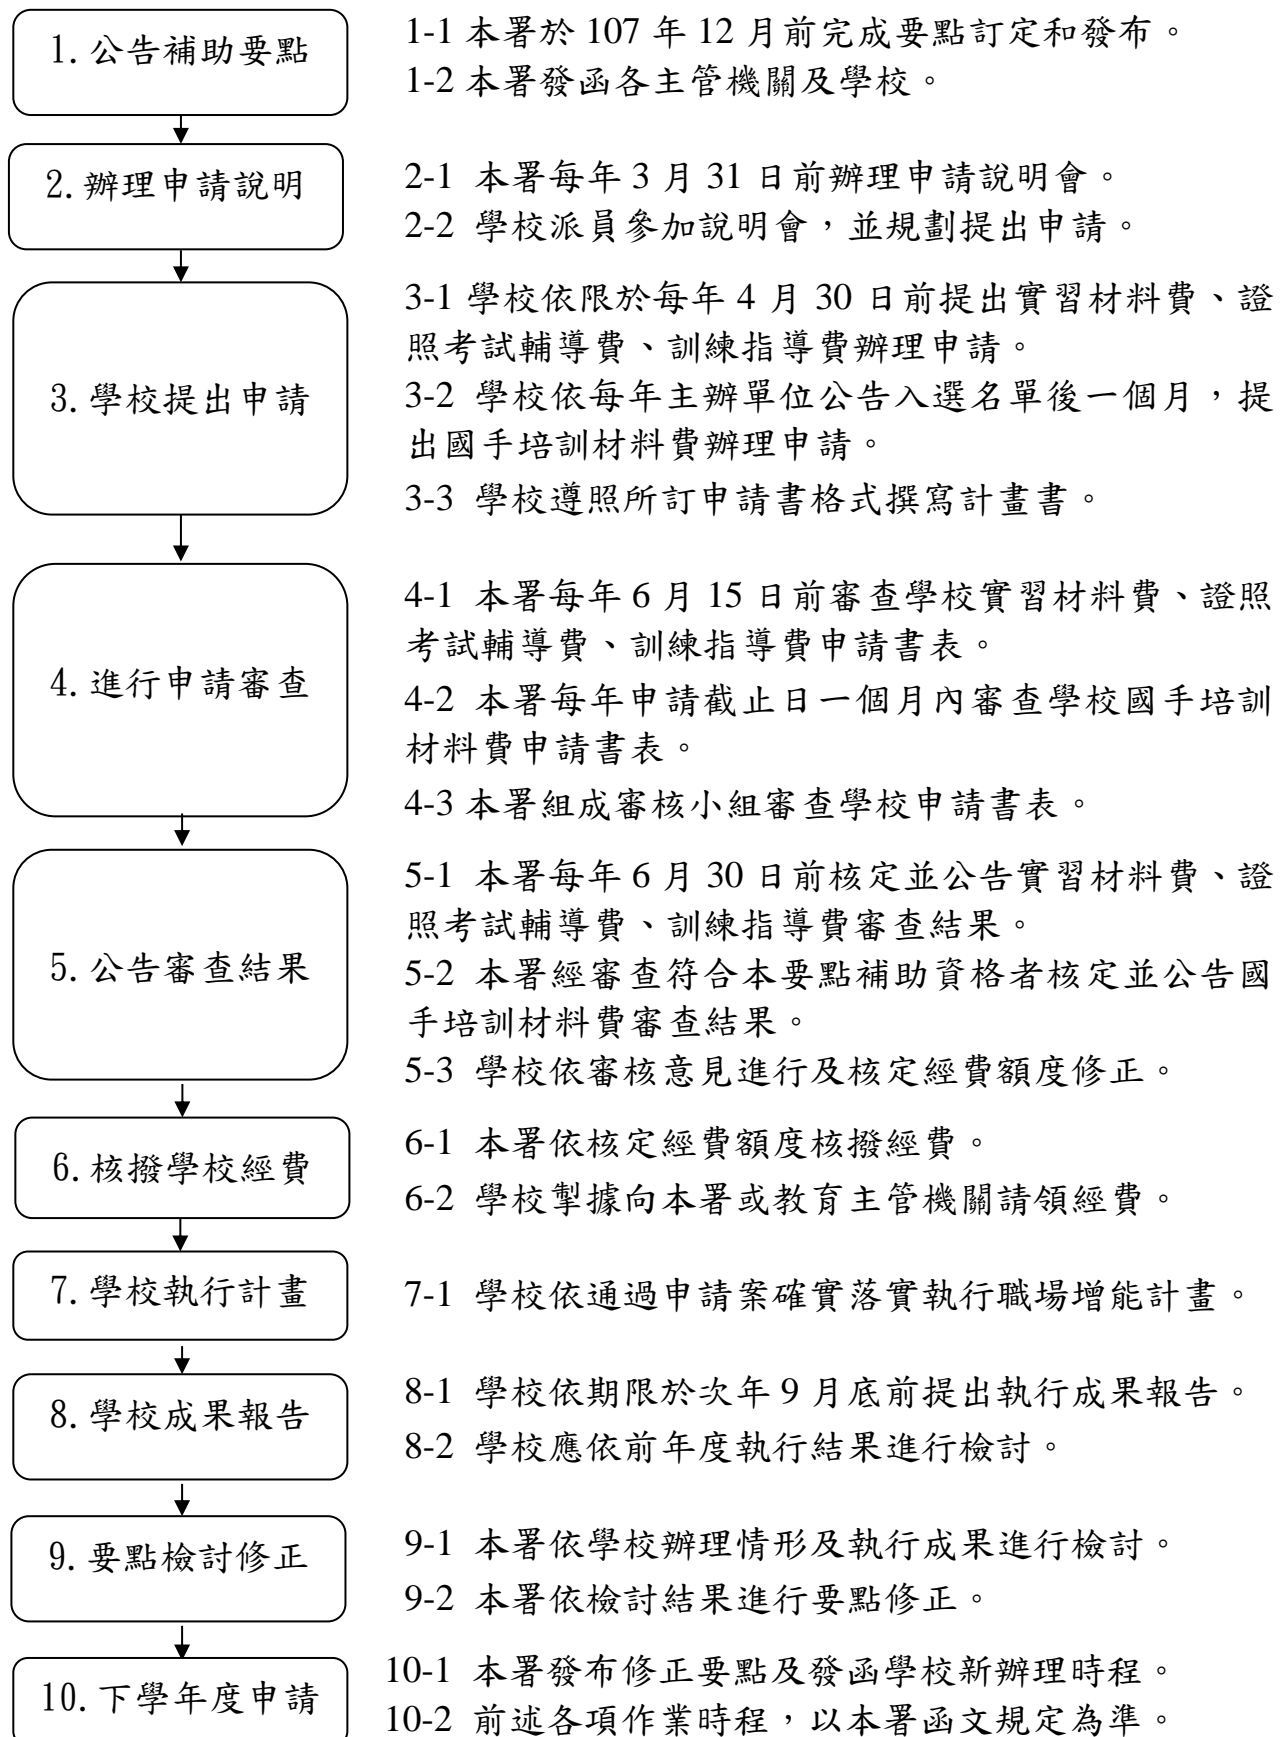 1.公告補助要點
1-1 本署於 107 年 12 月前完成要點訂定和發布。
1-2 本署發函各主管機關及學校。
2.辦理申請說明
2-1 本署每年 3 月 31 日前辦理申請說明會。
2-2 學校派員參加說明會，並規劃提出申請。
3.學校提出申請
3-1 學校依限於每年 4 月 30 日前提出實習材料費、證
照考試輔導費、訓練指導費辦理申請。
3-2 學校依每年主辦單位公告入選名單後一個月，提
出國手培訓材料費辦理申請。
3-3 學校遵照所訂申請書格式撰寫計畫書。
4.進行申請審查
4-1 本署每年 6 月 15 日前審查學校實習材料費、證照
考試輔導費、訓練指導費申請書表。
4-2 本署每年申請截止日一個月內審查學校國手培訓
材料費申請書表。
4-3 本署組成審核小組審查學校申請書表。
5.公告審查結果
5-1 本署每年 6 月 30 日前核定並公告實習材料費、證
照考試輔導費、訓練指導費審查結果。
5-2 本署經審查符合本要點補助資格者核定並公告國
手培訓材料費審查結果。
5-3 學校依審核意見進行及核定經費額度修正。
6.核撥學校經費
6-1 本署依核定經費額度核撥經費。
6-2 學校掣據向本署或教育主管機關請領經費。
7.學校執行計畫
7-1 學校依通過申請案確實落實執行職場增能計畫。
8.學校成果報告
8-1 學校依期限於次年 9 月底前提出執行成果報告。
8-2 學校應依前年度執行結果進行檢討。
9.要點檢討修正
9-1 本署依學校辦理情形及執行成果進行檢討。
9-2 本署依檢討結果進行要點修正。
10.下學年度申請
10-1 本署發布修正要點及發函學校新辦理時程。
10-2 前述各項作業時程，以本署函文規定為準。